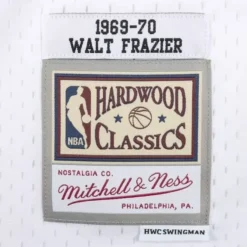 1969-70
WALT FRAZIER
HARDWOOD
NBA
CLASSICS
NOSTALGIA CO.
Mitchell & Ness
PHILADELPHIA, PA.
HWC SWINGMAN